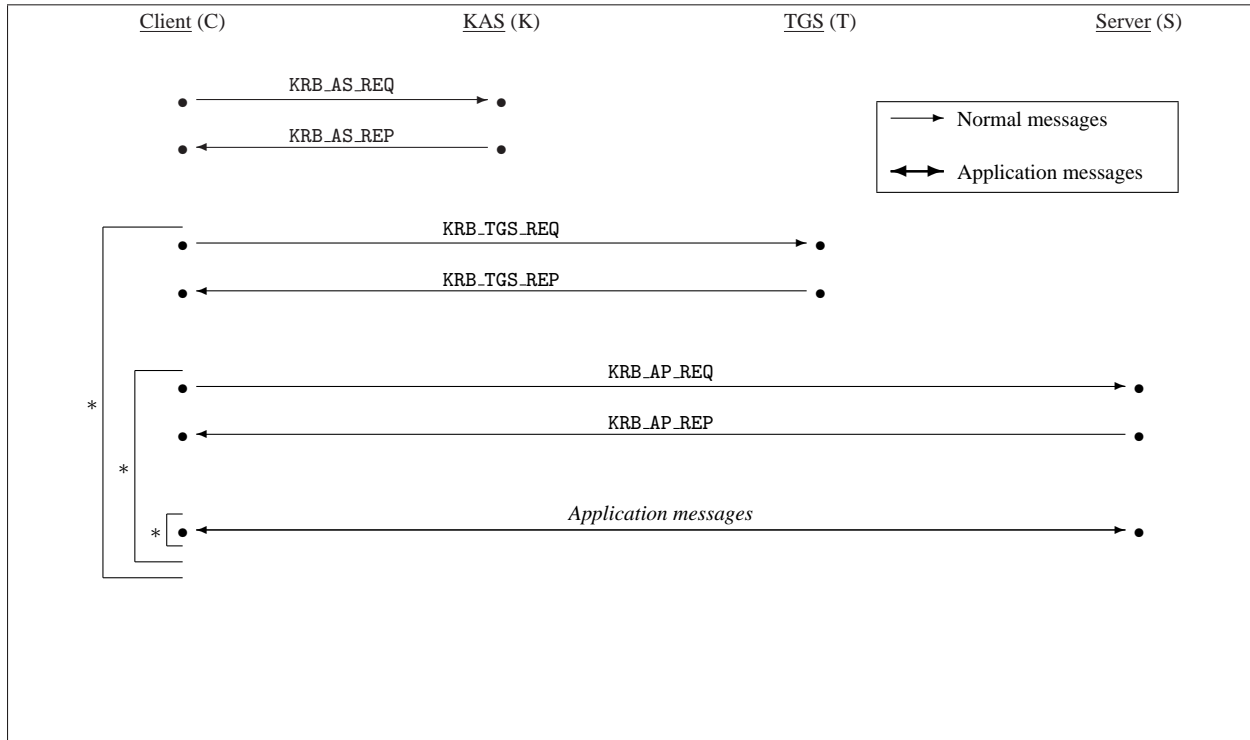 Client (C) KAS (K) TGS (T) Server (S)
KRB_AS_REQ
Normal messages
KRB_AS_REP
Application messages
KRB_TGS_REQ
KRB_TGS_REP
KRB_AP_REQ
*
KRB_AP_REP
*
Application messages
*